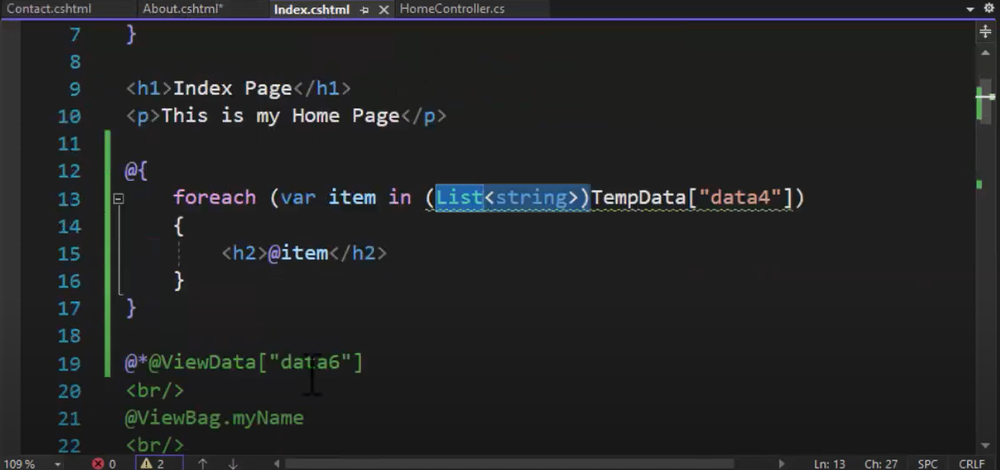 Contact.cshtml About.cshtml* Index.cshtml HomeController.cs
7 }
8
9 <h1>Index Page</h1>
10 <p>This is my Home Page</p>
11
12 @{
13 foreach (var item in (List<string>)TempData["data4"])
14 {
15 <h2>@item</h2>
16 }
17 }
18
19 @*@ViewData["data6"]
20 <br/>
21 @ViewBag.myName
22 <br/>
109 % 0 2 Ln: 13 Ch: 27 SPC CRLF